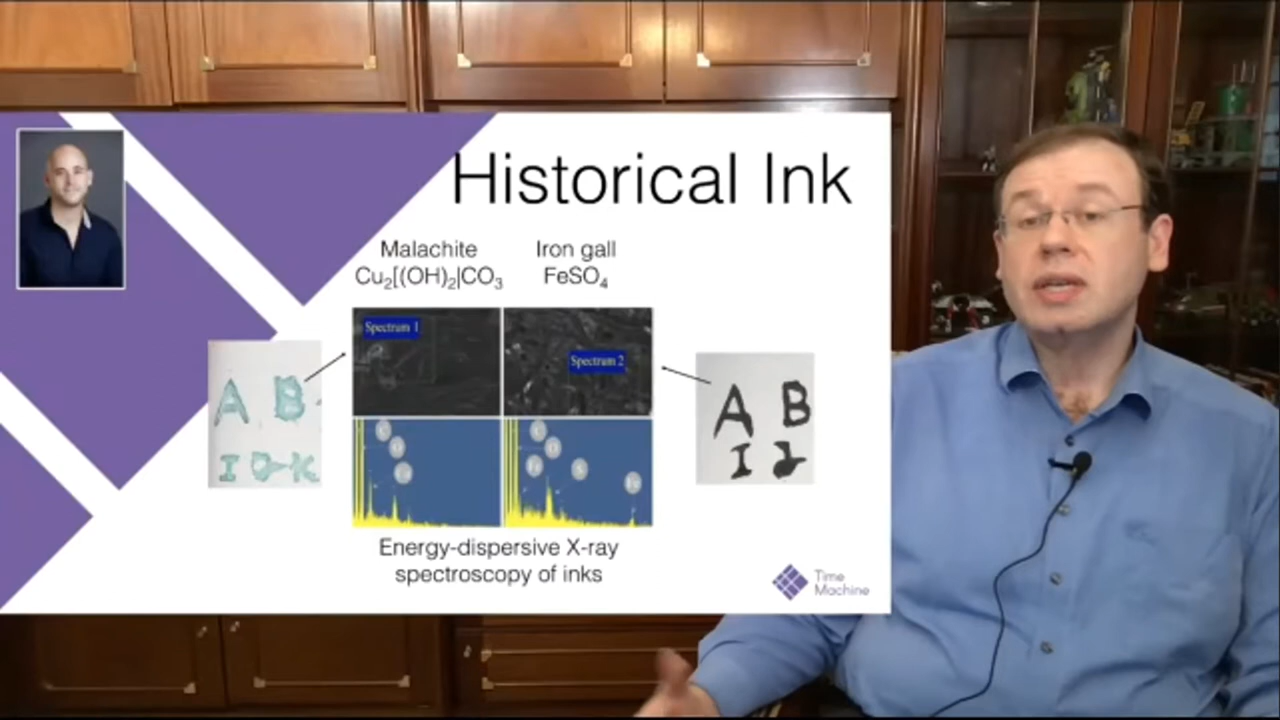 Historical Ink
Malachite
Cu₂[(OH)₂|CO₃
Iron gall
FeSO₄
Spectrum 1
Spectrum 2
A B
A B
I
Energy-dispersive X-ray
spectroscopy of inks
Time
Machine